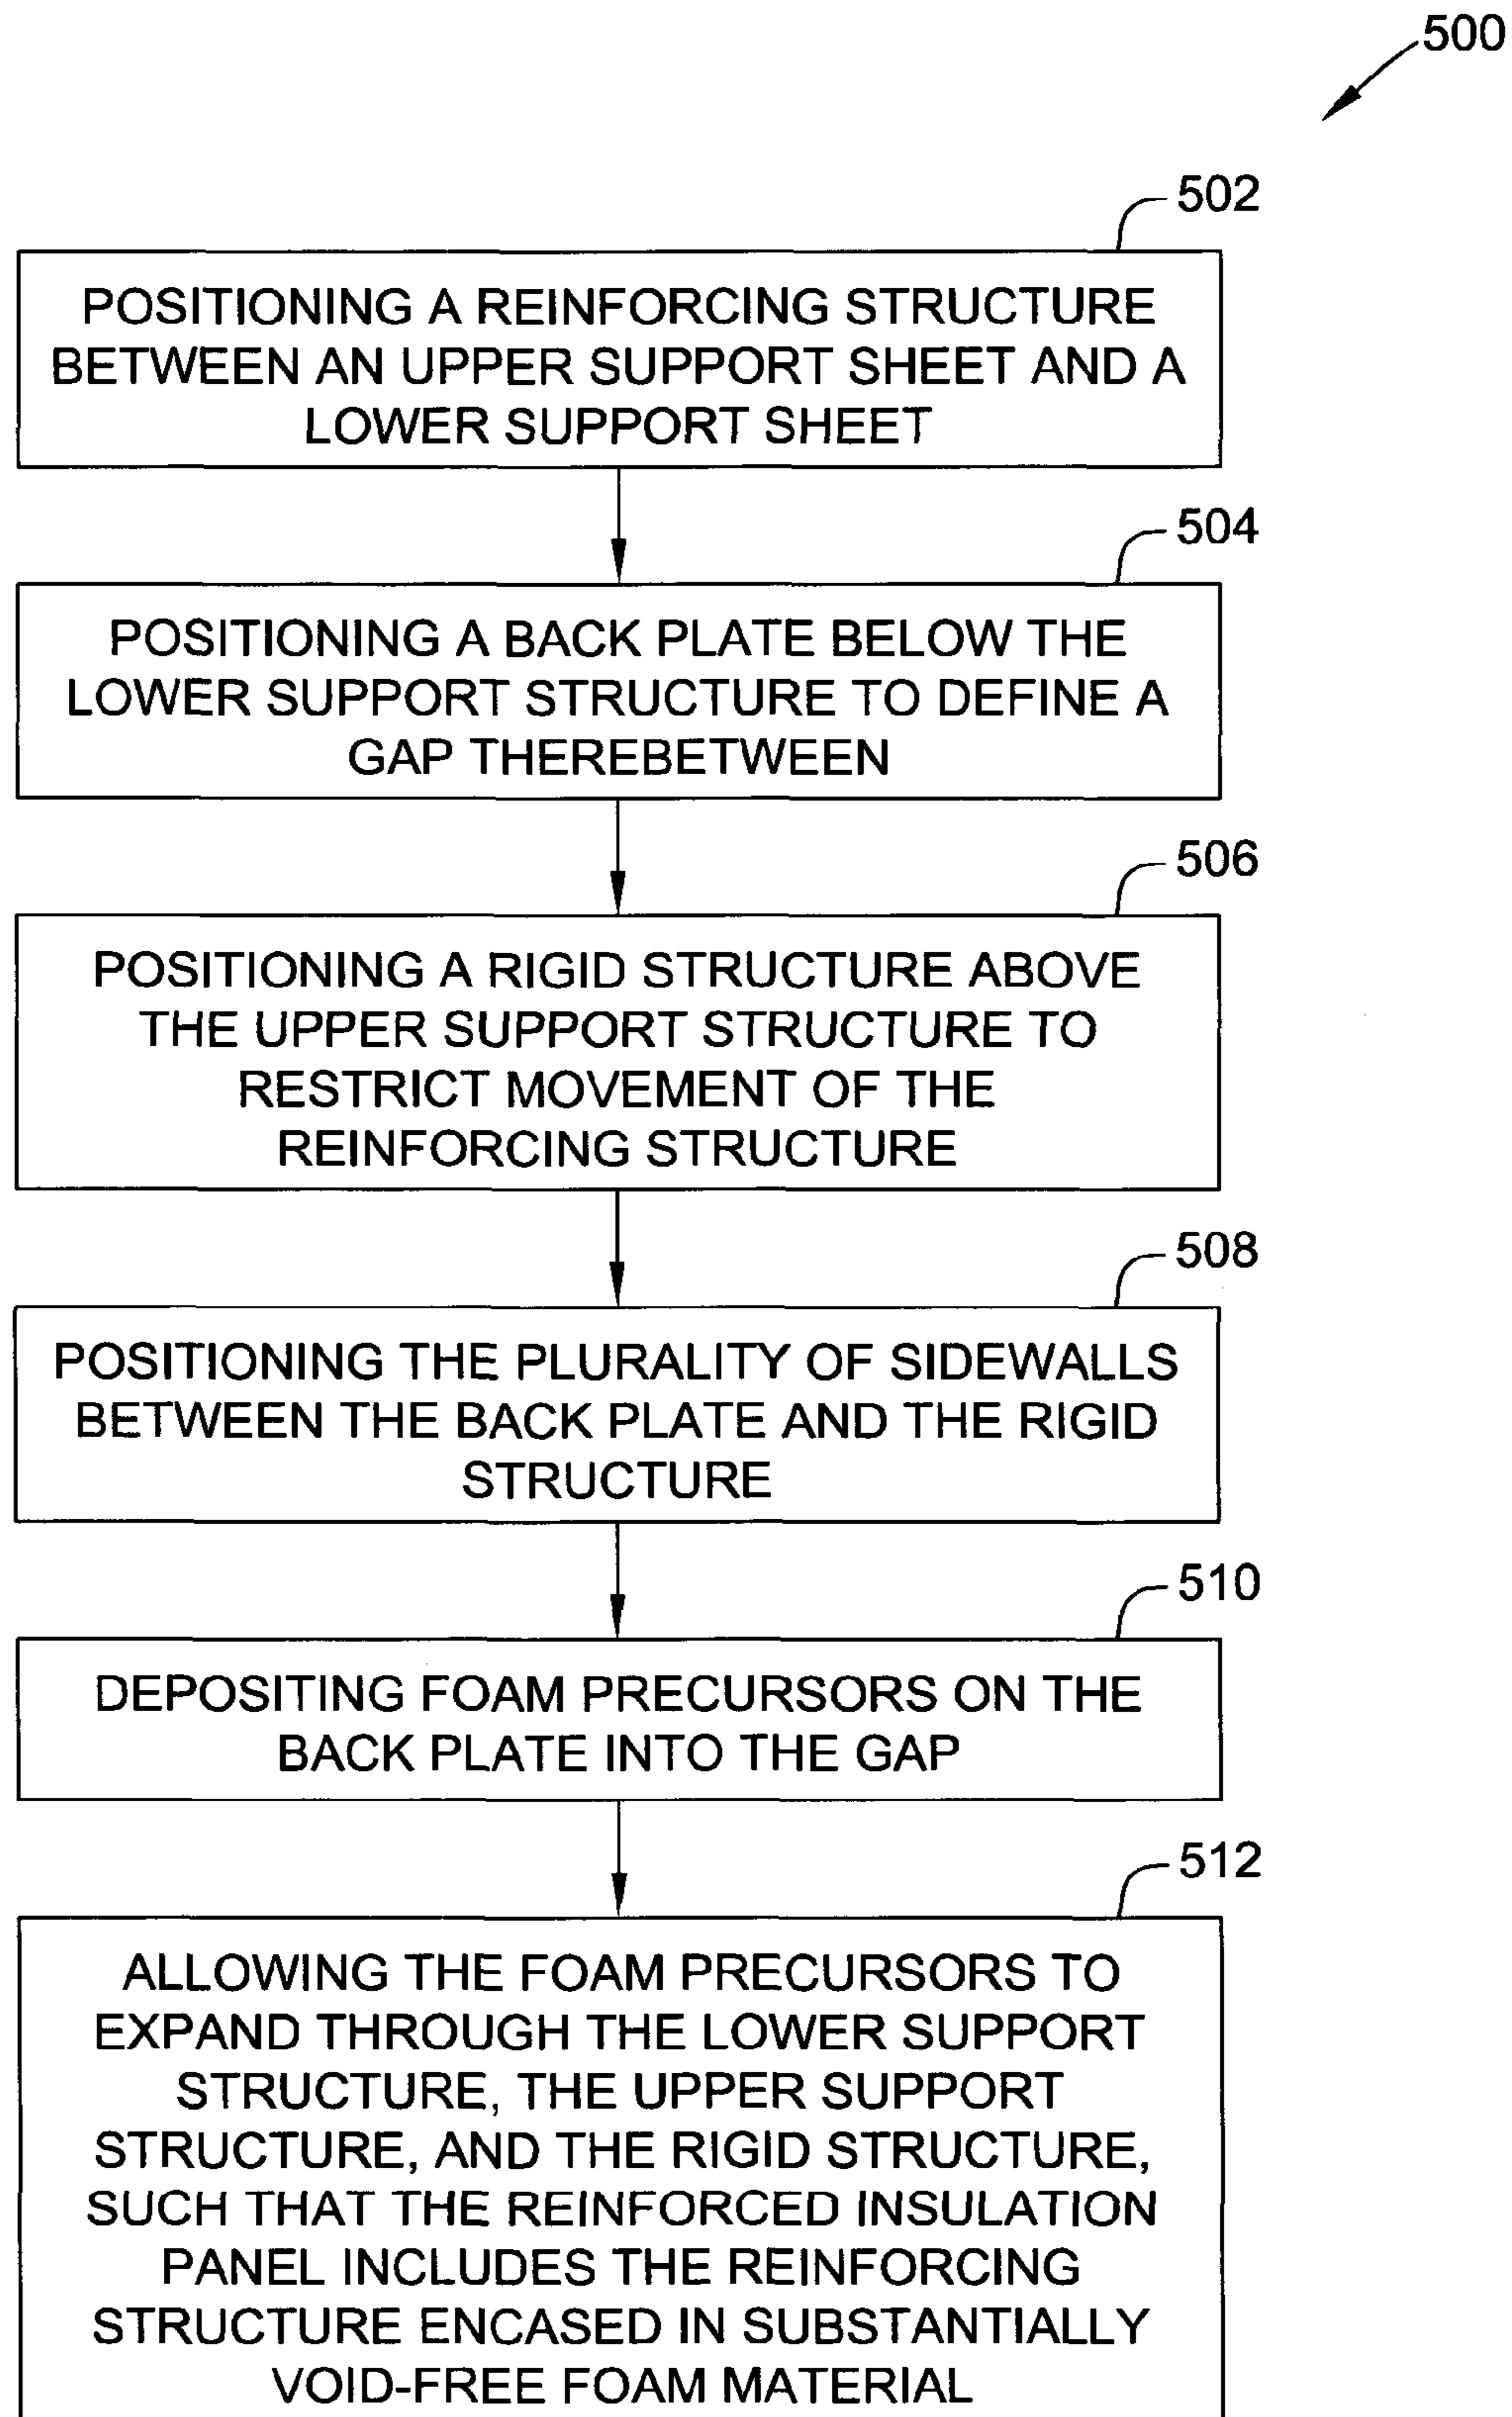 500
502
POSITIONING A REINFORCING STRUCTURE
BETWEEN AN UPPER SUPPORT SHEET AND A
LOWER SUPPORT SHEET
504
POSITIONING A BACK PLATE BELOW THE
LOWER SUPPORT STRUCTURE TO DEFINE A
GAP THEREBETWEEN
506
POSITIONING A RIGID STRUCTURE ABOVE
THE UPPER SUPPORT STRUCTURE TO
RESTRICT MOVEMENT OF THE
REINFORCING STRUCTURE
508
POSITIONING THE PLURALITY OF SIDEWALLS
BETWEEN THE BACK PLATE AND THE RIGID
STRUCTURE
510
DEPOSITING FOAM PRECURSORS ON THE
BACK PLATE INTO THE GAP
512
ALLOWING THE FOAM PRECURSORS TO
EXPAND THROUGH THE LOWER SUPPORT
STRUCTURE, THE UPPER SUPPORT
STRUCTURE, AND THE RIGID STRUCTURE,
SUCH THAT THE REINFORCED INSULATION
PANEL INCLUDES THE REINFORCING
STRUCTURE ENCASED IN SUBSTANTIALLY
VOID-FREE FOAM MATERIAL